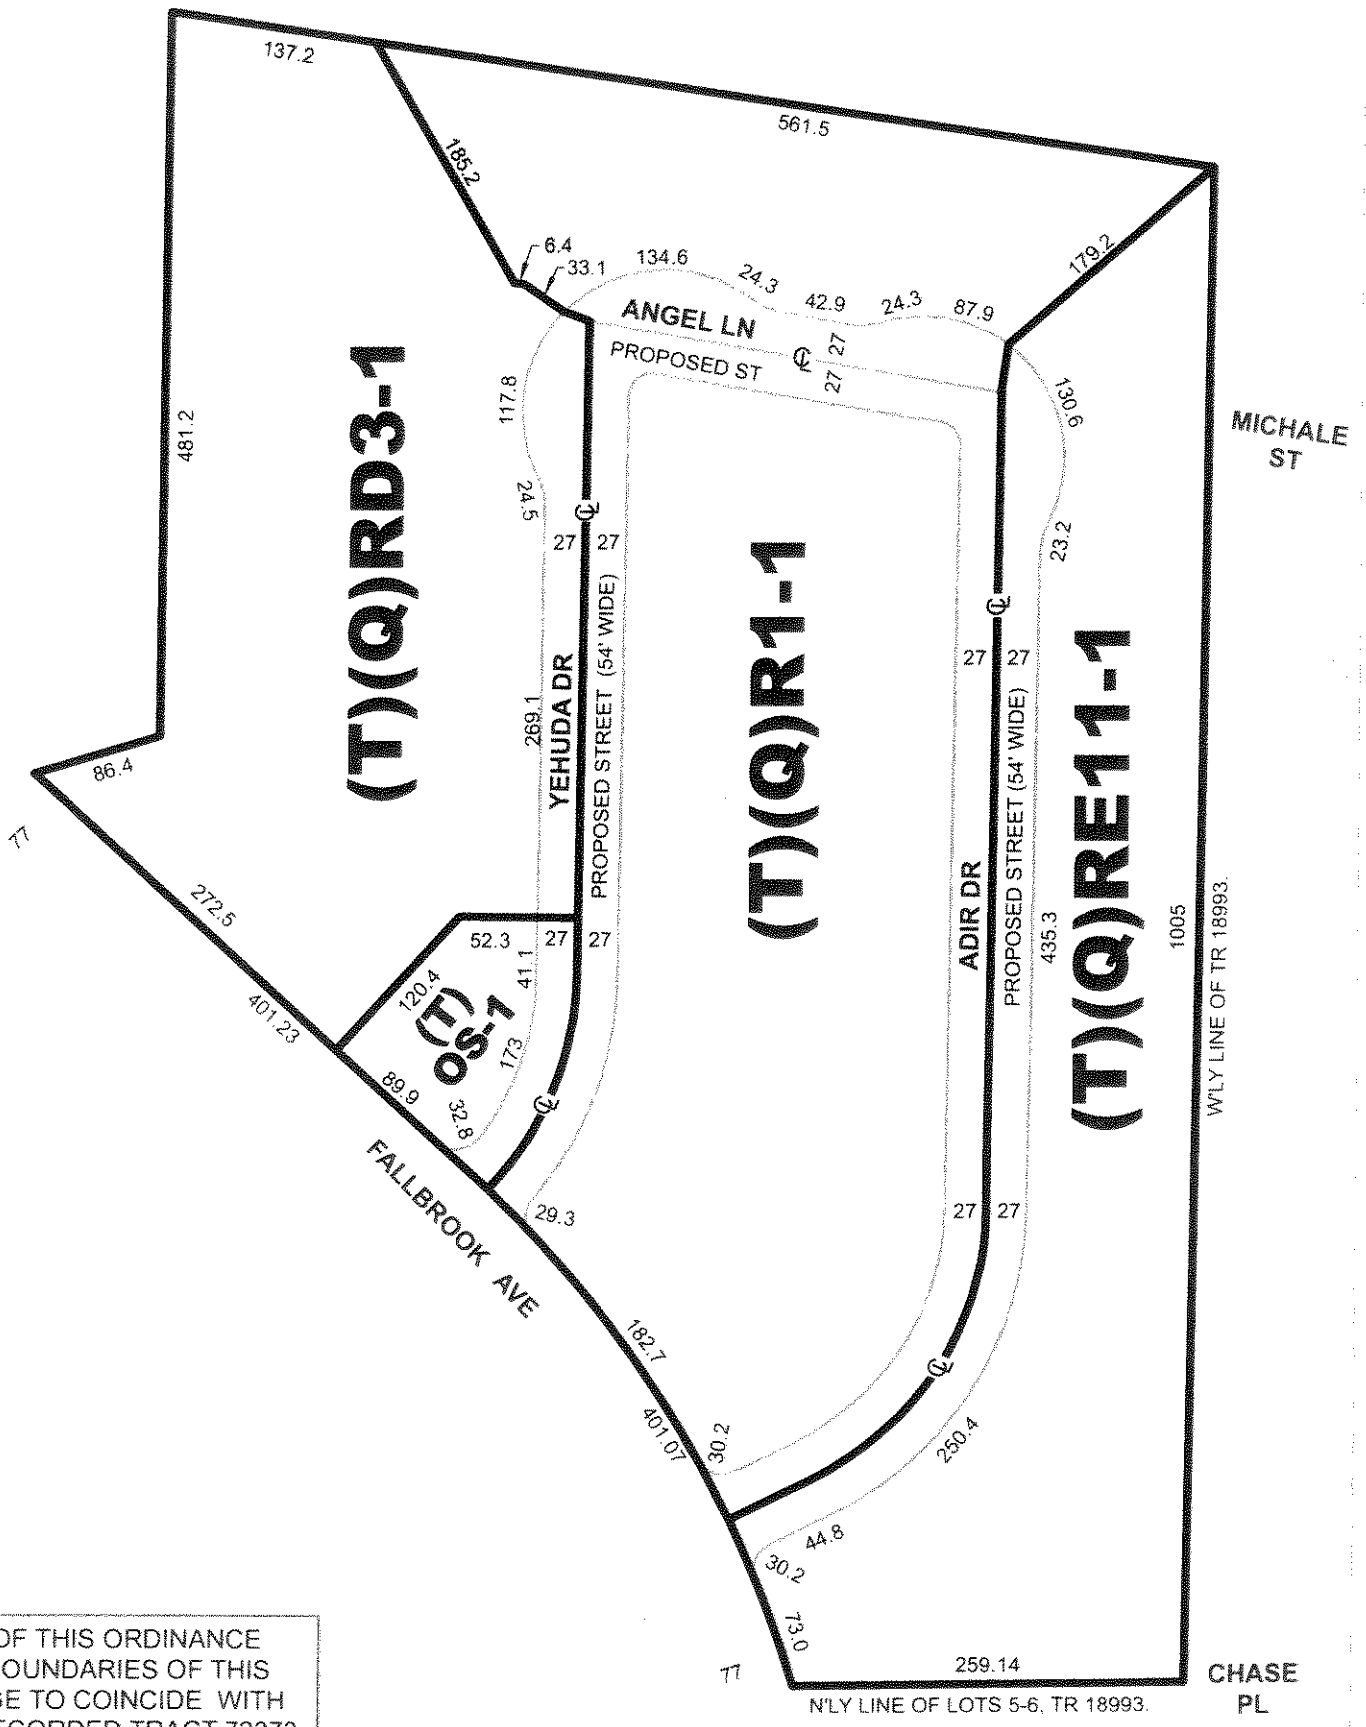 137.2
561.5
185.2
6.4
33.1
134.6
24.3
42.9
24.3
87.9
179.2
ANGEL LN
PROPOSED ST
27
27
117.8
24.5
130.6
23.2
MICHALE
ST
481.2
(T)(Q)RD3-1
27
27
269.1
YEHUDA DR
PROPOSED STREET (54' WIDE)
(T)(Q)R1-1
27
27
ADIR DR
PROPOSED STREET (54' WIDE)
435.3
(T)(Q)RE11-1
1005
W'LY LINE OF TR 18993.
86.4
77
272.5
401.23
52.3
27
27
41.1
120.4
(T)
OS-1
173
89.9
32.8
FALLBROOK AVE
29.3
27
27
182.7
401.07
30.2
250.4
44.8
30.2
73.0
77
259.14
N'LY LINE OF LOTS 5-6, TR 18993.
CHASE
PL
OF THIS ORDINANCE
OUNDARIES OF THIS
GE TO COINCIDE WITH